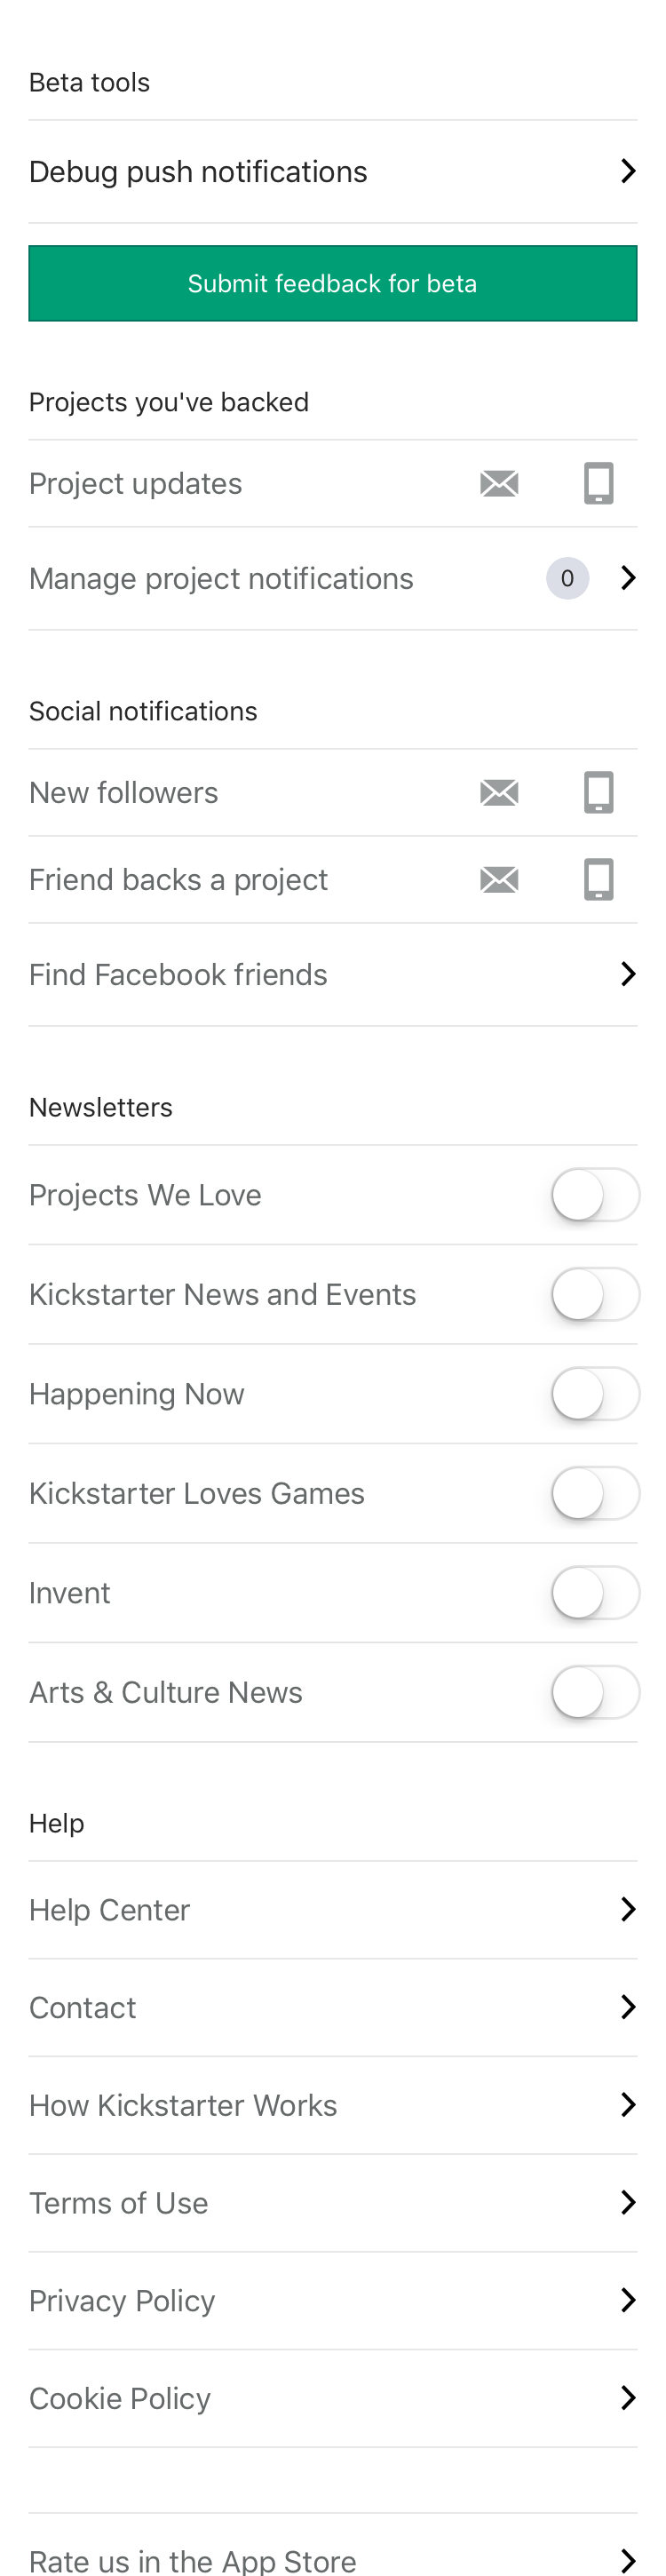 Beta tools
Debug push notifications
Submit feedback for beta
Projects you've backed
Project updates
Manage project notifications 0
Social notifications
New followers
Friend backs a project
Find Facebook friends
Newsletters
Projects We Love
Kickstarter News and Events
Happening Now
Kickstarter Loves Games
Invent
Arts & Culture News
Help
Help Center
Contact
How Kickstarter Works
Terms of Use
Privacy Policy
Cookie Policy
Rate us in the App Store